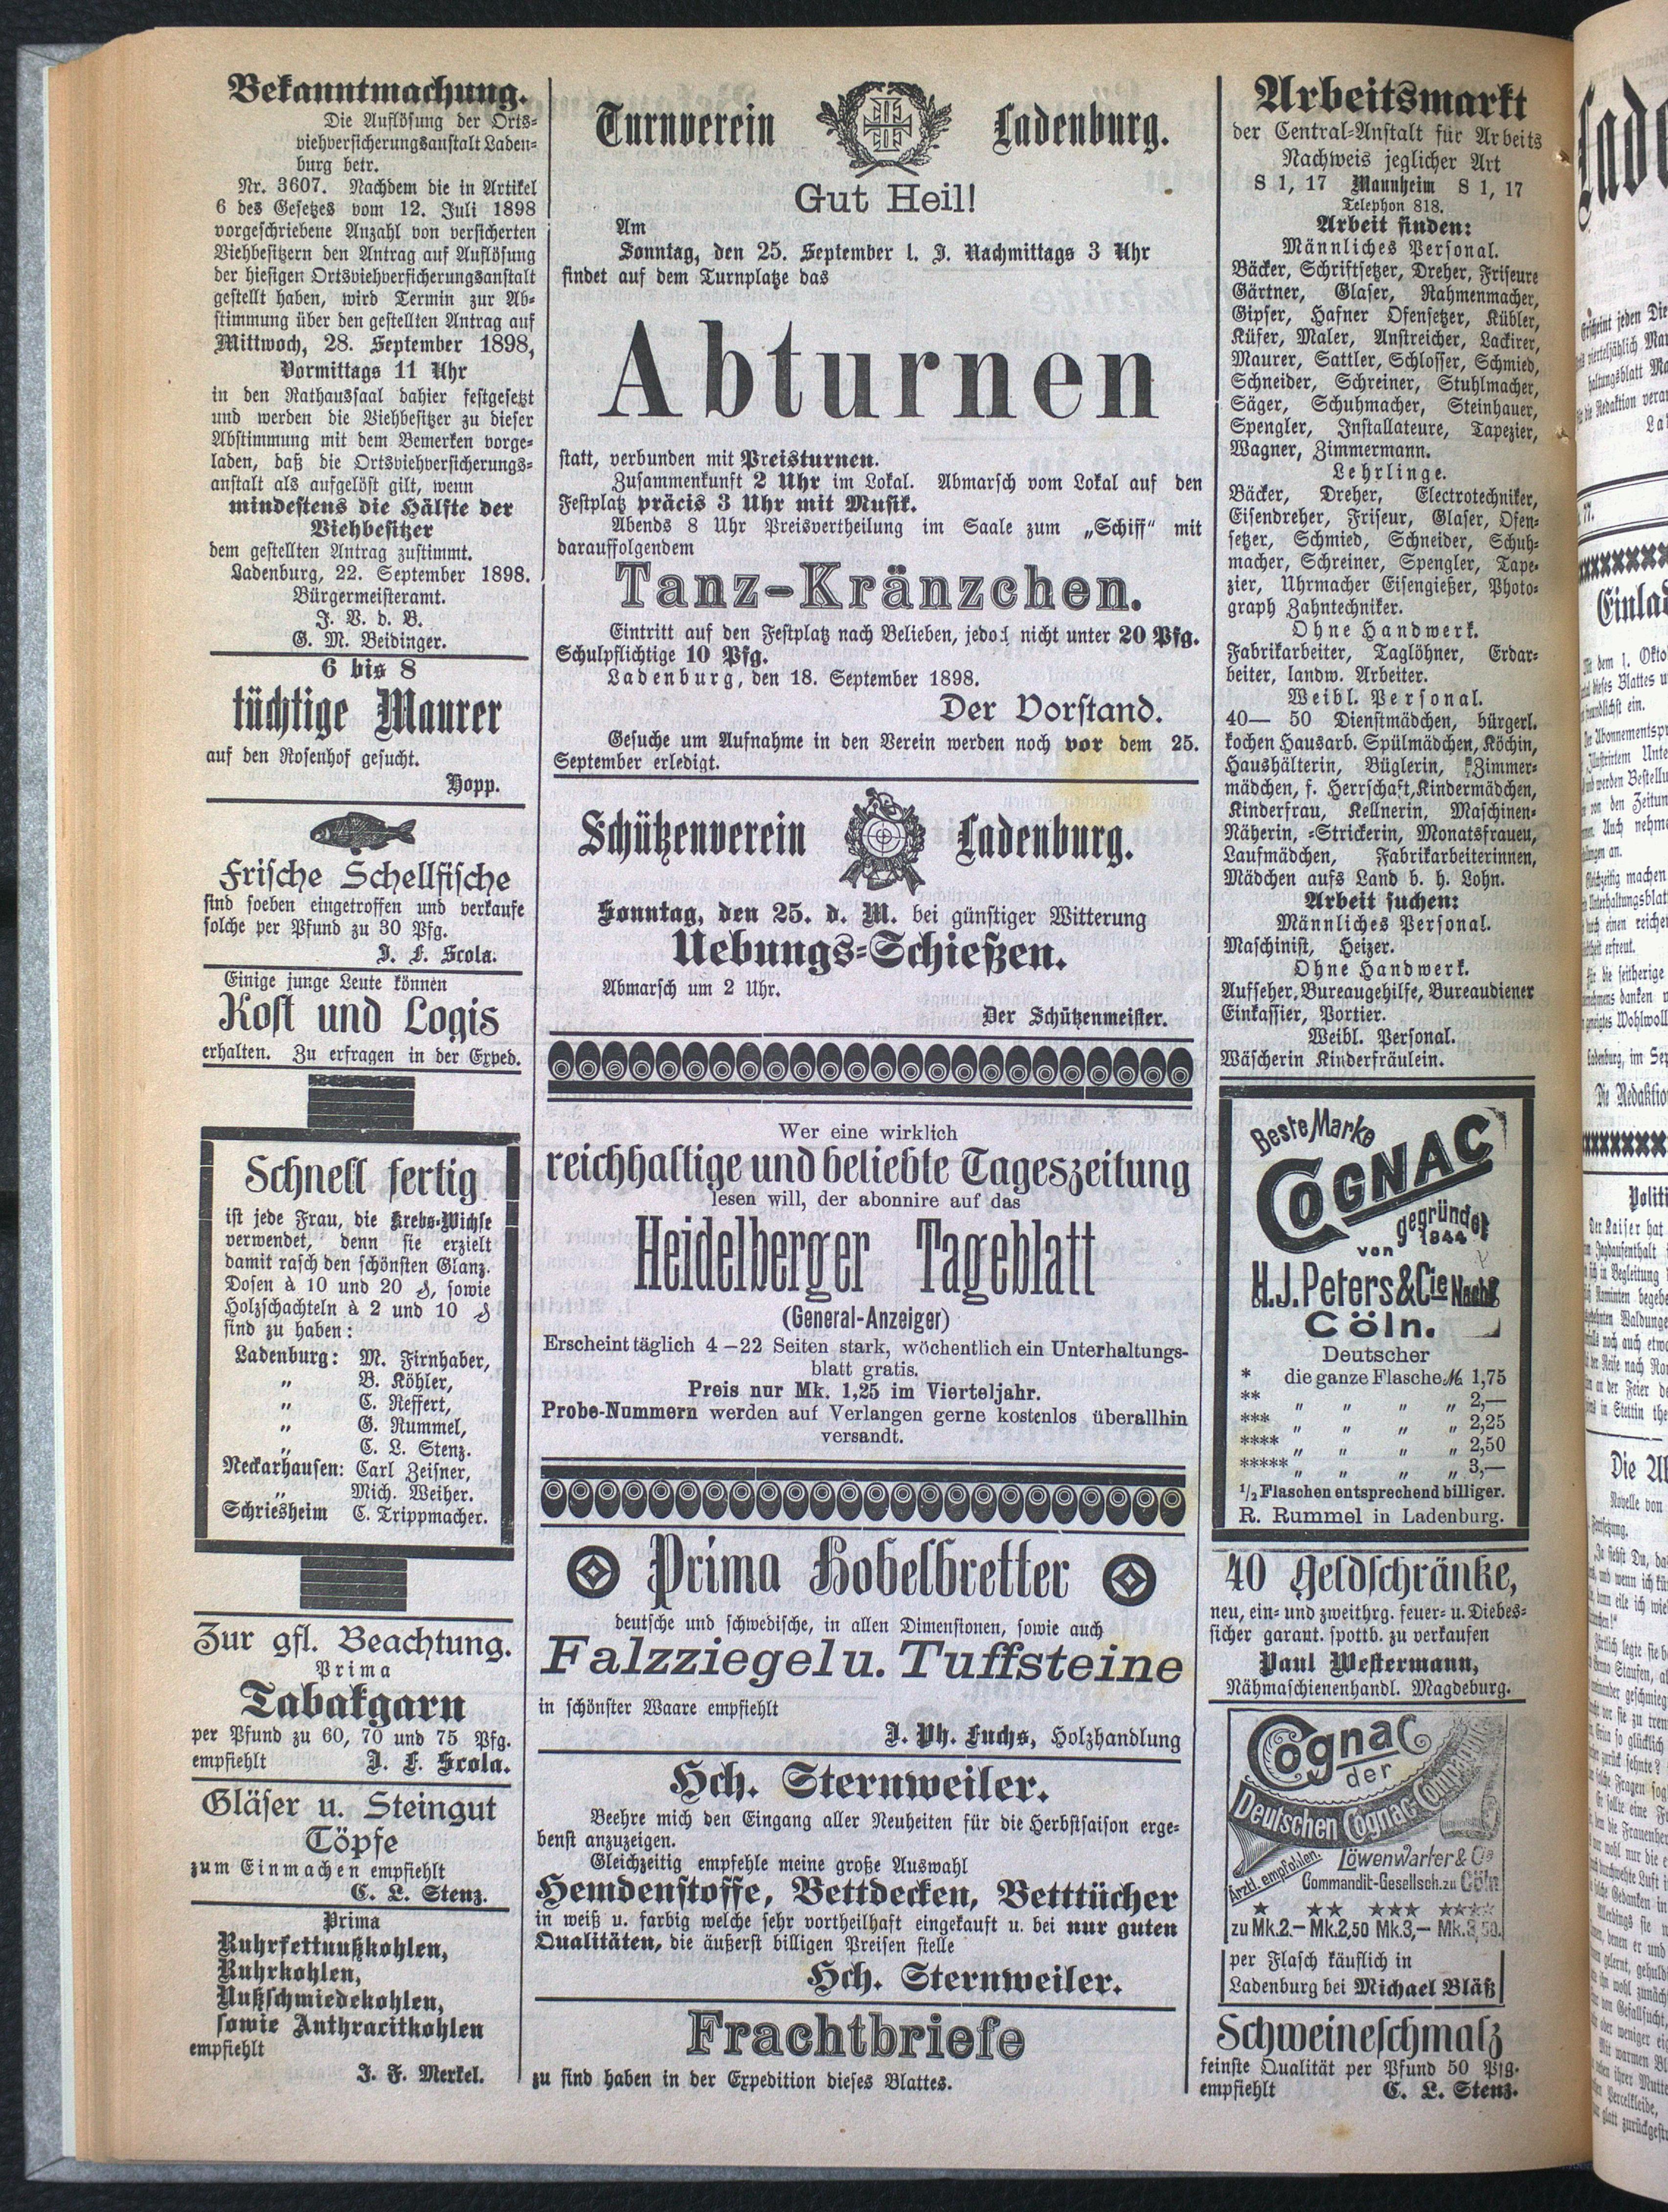 Bekanntmachung.
Die Auflösung der Orts-
viehversicherungsanstalt Laden-
burg betr.
Nr. 3607. Nachdem die in Artikel
6 des Gesetzes vom 12. Juli 1898
vorgeschriebene Anzahl von versicherten
Viehbesitzern den Antrag auf Auflösung
der hiesigen Ortsviehversicherungsanstalt
gestellt haben, wird Termin zur Ab-
stimmung über den gestellten Antrag auf
Mittwoch, 28. September 1898,
Vormittags 11 Uhr
in den Rathaussaal dahier festgesetzt
und werden die Viehbesitzer zu dieser
Abstimmung mit dem Bemerken vorge-
laden, daß die Ortsviehversicherungs-
anstalt als aufgelöst gilt, wenn
mindestens die Hälfte der
Viehbesitzer
dem gestellten Antrag zustimmt.
Ladenburg, 22. September 1898.
Bürgermeisteramt.
J. V. d. B.
G. M. Beidinger.
6 bis 8
tüchtige Maurer
auf den Rosenhof gesucht.
Hopp.
Frische Schellfische
sind soeben eingetroffen und verkaufe
solche per Pfund zu 30 Pfg.
J. F. Scola.
Einige junge Leute können
Kost und Logis
erhalten. Zu erfragen in der Exped.
Schnell fertig
ist jede Frau, die Krebs-Wichse
verwendet, denn sie erzielt
damit rasch den schönsten Glanz.
Dosen à 10 und 20 ₰, sowie
Holzschachteln à 2 und 10 ₰
sind zu haben:
Ladenburg: M. Firnhaber,
„ B. Köhler,
„ C. Neffert,
„ G. Rummel,
„ C. L. Stenz.
Neckarhausen: Carl Zeisner,
„ Mich. Weiher.
Schriesheim C. Trippmacher.
Zur gfl. Beachtung.
Prima
Tabakgarn
per Pfund zu 60, 70 und 75 Pfg.
empfiehlt J. F. Scola.
Gläser u. Steingut
Töpfe
zum Einmachen empfiehlt
C. L. Stenz.
Prima
Ruhrfettnußkohlen,
Ruhrkohlen,
Nußschmiedekohlen,
sowie Anthracitkohlen
empfiehlt
J. F. Merkel.
Turnverein Ladenburg.
Gut Heil!
Am
Sonntag, den 25. September l. J. Nachmittags 3 Uhr
findet auf dem Turnplatze das
Abturnen
statt, verbunden mit Preisturnen.
Zusammenkunft 2 Uhr im Lokal. Abmarsch vom Lokal auf den
Festplatz präcis 3 Uhr mit Musik.
Abends 8 Uhr Preisvertheilung im Saale zum „Schiff“ mit
darauffolgendem
Tanz-Kränzchen.
Eintritt auf den Festplatz nach Belieben, jedoch nicht unter 20 Pfg.
Schulpflichtige 10 Pfg.
Ladenburg, den 18. September 1898.
Der Vorstand.
Gesuche um Aufnahme in den Verein werden noch vor dem 25.
September erledigt.
Schützenverein Ladenburg.
Sonntag, den 25. d. M. bei günstiger Witterung
Uebungs-Schießen.
Abmarsch um 2 Uhr.
Der Schützenmeister.
Wer eine wirklich
reichhaltige und beliebte Tageszeitung
lesen will, der abonnire auf das
Heidelberger Tageblatt
(General-Anzeiger)
Erscheint täglich 4–22 Seiten stark, wöchentlich ein Unterhaltungs-
blatt gratis.
Preis nur Mk. 1,25 im Vierteljahr.
Probe-Nummern werden auf Verlangen gerne kostenlos überallhin
versandt.
Prima Hobelbretter
deutsche und schwedische, in allen Dimensionen, sowie auch
Falzziegel u. Tuffsteine
in schönster Waare empfiehlt
J. Ph. Fuchs, Holzhandlung
Hch. Sternweiler.
Beehre mich den Eingang aller Neuheiten für die Herbstsaison erge-
benst anzuzeigen.
Gleichzeitig empfehle meine große Auswahl
Hemdenstoffe, Bettdecken, Betttücher
in weiß u. farbig welche sehr vortheilhaft eingekauft u. bei nur guten
Qualitäten, die äußerst billigen Preisen stelle
Hch. Sternweiler.
Frachtbriefe
zu sind haben in der Expedition dieses Blattes.
Arbeitsmarkt
der Central-Anstalt für Arbeits
Nachweis jeglicher Art
S 1, 17 Mannheim S 1, 17
Telephon 818.
Arbeit finden:
Männliches Personal.
Bäcker, Schriftsetzer, Dreher, Friseure
Gärtner, Glaser, Rahmenmacher,
Gipser, Hafner Ofensetzer, Kübler,
Küfer, Maler, Anstreicher, Lackirer,
Maurer, Sattler, Schlosser, Schmied,
Schneider, Schreiner, Stuhlmacher,
Säger, Schuhmacher, Steinhauer,
Spengler, Installateure, Tapezier,
Wagner, Zimmermann.
Lehrlinge.
Bäcker, Dreher, Electrotechniker,
Eisendreher, Friseur, Glaser, Ofen-
setzer, Schmied, Schneider, Schuh-
macher, Schreiner, Spengler, Tape-
zier, Uhrmacher Eisengießer, Photo-
graph Zahntechniker.
Ohne Handwerk.
Fabrikarbeiter, Taglöhner, Erdar-
beiter, landw. Arbeiter.
Weibl. Personal.
40— 50 Dienstmädchen, bürgerl.
kochen Hausarb. Spülmädchen, Köchin,
Haushälterin, Büglerin, Zimmer-
mädchen, f. Herrschaft, Kindermädchen,
Kinderfrau, Kellnerin, Maschinen-
Näherin, -Strickerin, Monatsfrauen,
Laufmädchen, Fabrikarbeiterinnen,
Mädchen aufs Land b. h. Lohn.
Arbeit suchen:
Männliches Personal.
Maschinist, Heizer.
Ohne Handwerk.
Aufseher, Bureaugehilfe, Bureaudiener
Einkassier, Portier.
Weibl. Personal.
Wäscherin Kinderfräulein.
Beste Marke
COGNAC
gegründet
von 1844
H.J. Peters & Cie Nachf
Cöln.
Deutscher
* die ganze Flasche M. 1,75
** „ „ „ „ 2,—
*** „ „ „ „ 2,25
**** „ „ „ „ 2,50
***** „ „ „ „ 3,—
1/2 Flaschen entsprechend billiger.
R. Rummel in Ladenburg.
40 Geldschränke,
neu, ein- und zweithrg. feuer- u. Diebes-
sicher garant. spottb. zu verkaufen
Paul Westermann,
Nähmaschienenhandl. Magdeburg.
Cognac
der
Deutschen Cognac Compagnie
Ärztl. empfohlen.
Löwenwarter & Cie
Commandit-Gesellsch. zu Cöln
★ ★★ ★★★ ★★★★
zu Mk. 2.— Mk. 2,50 Mk. 3,— Mk. 3,50.
per Flasch käuflich in
Ladenburg bei Michael Bläß
Schweineschmalz
feinste Qualität per Pfund 50 Pfg.
empfiehlt C. L. Stenz.